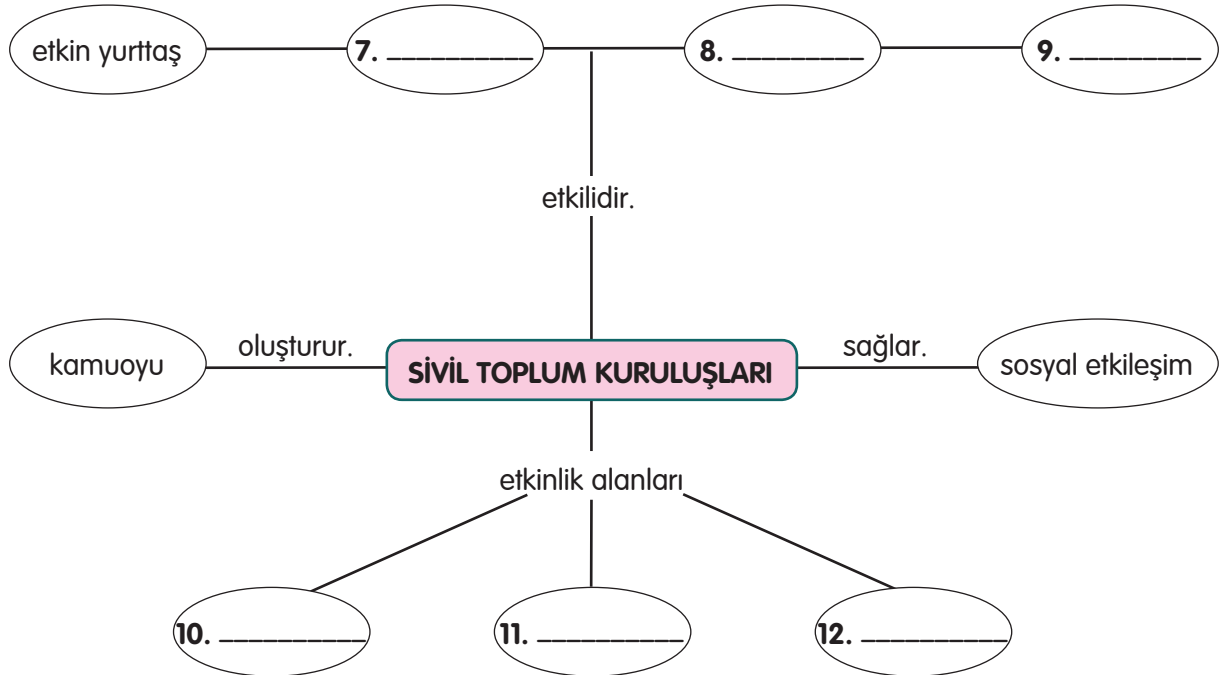 etkin yurttaş 7. __________ 8. _________ 9. _________
etkilidir.
kamuoyu oluşturur. SİVİL TOPLUM KURULUŞLARI sağlar. sosyal etkileşim
etkinlik alanları
10. __________ 11. __________ 12. __________